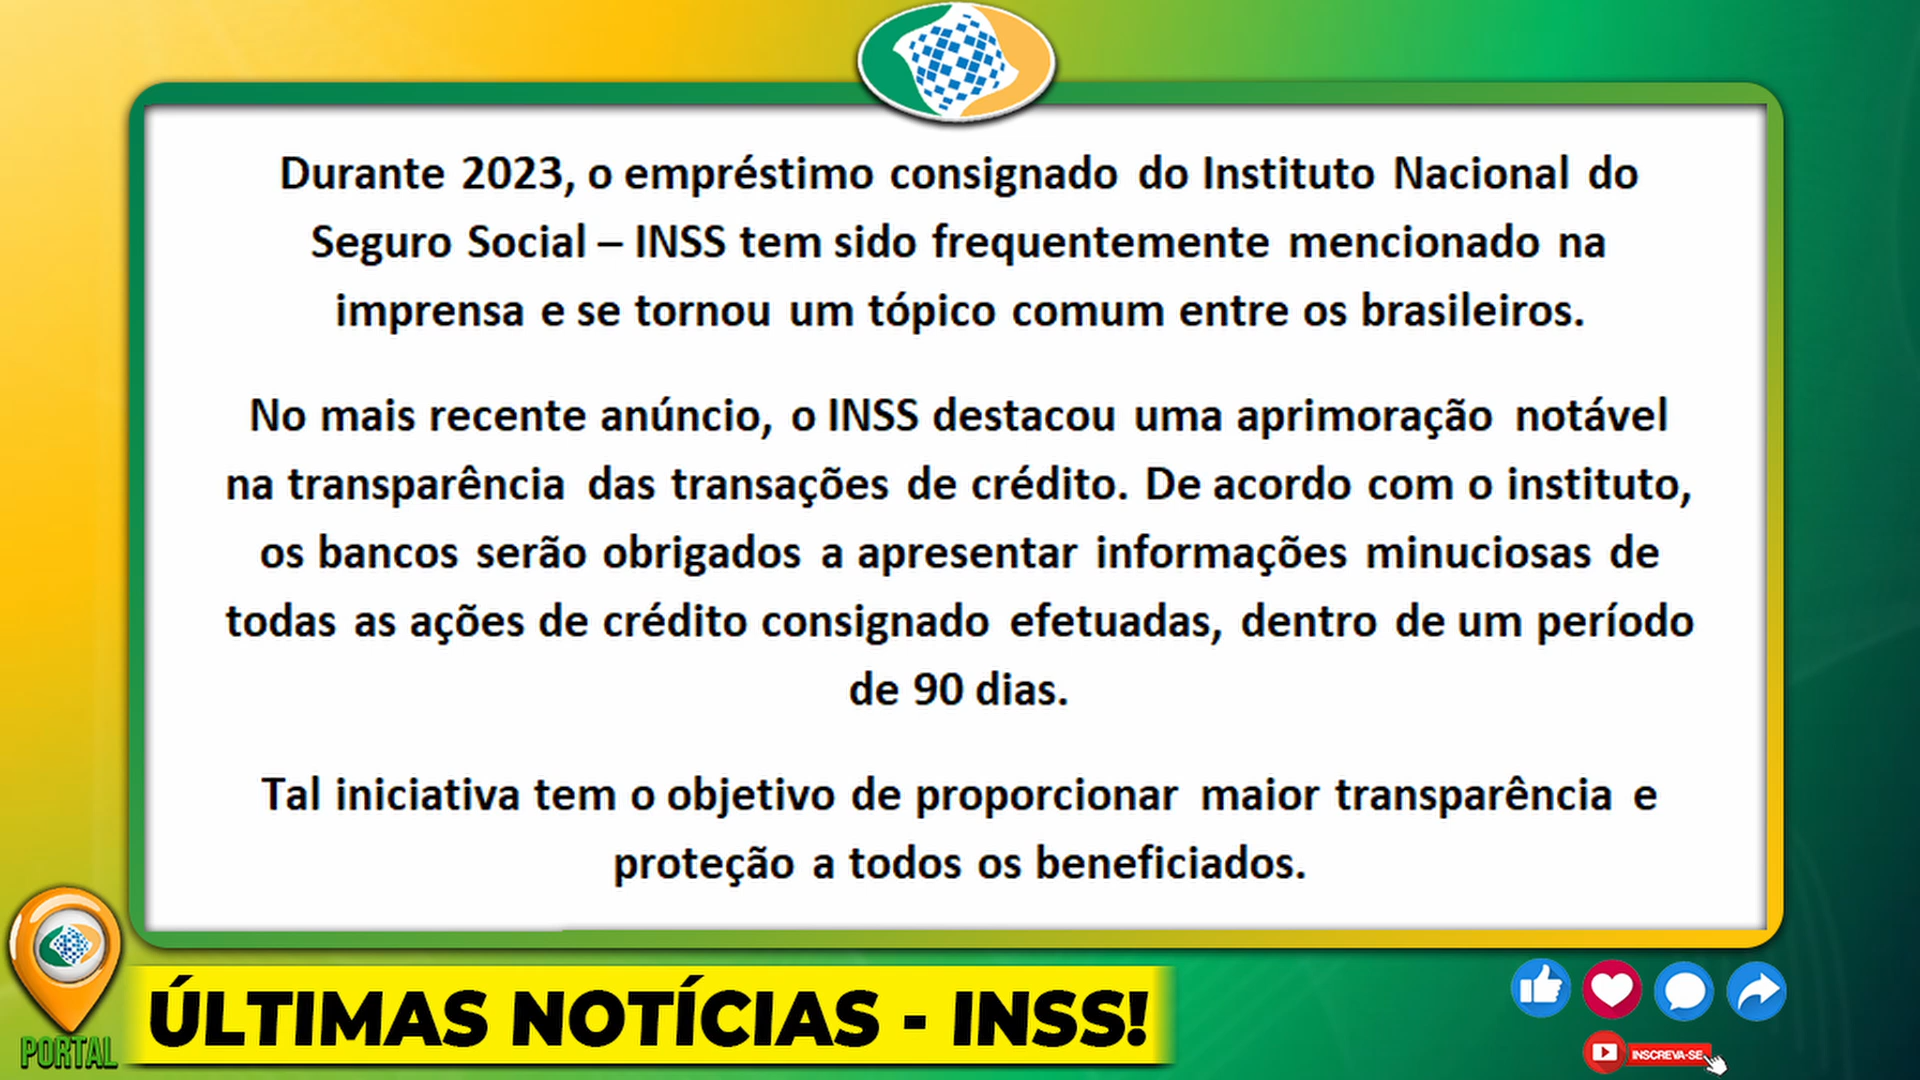 Durante 2023, o empréstimo consignado do Instituto Nacional do
Seguro Social – INSS tem sido frequentemente mencionado na
imprensa e se tornou um tópico comum entre os brasileiros.
No mais recente anúncio, o INSS destacou uma aprimoração notável
na transparência das transações de crédito. De acordo com o instituto,
os bancos serão obrigados a apresentar informações minuciosas de
todas as ações de crédito consignado efetuadas, dentro de um período
de 90 dias.
Tal iniciativa tem o objetivo de proporcionar maior transparência e
proteção a todos os beneficiados.
ÚLTIMAS NOTÍCIAS - INSS!
PORTAL
INSCREVA-SE